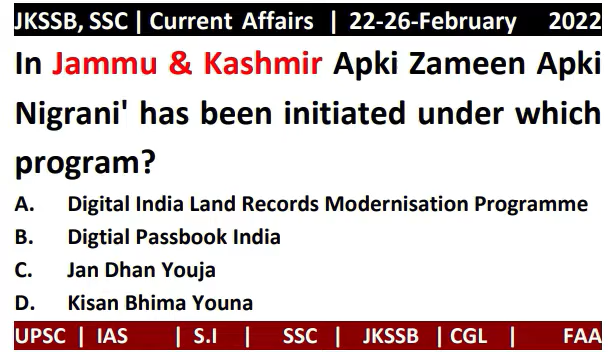 JKSSB, SSC | Current Affairs | 22-26-February 2022
In Jammu & Kashmir Apki Zameen Apki
Nigrani' has been initiated under which
program?
A. Digital India Land Records Modernisation Programme
B. Digtial Passbook India
C. Jan Dhan Youja
D. Kisan Bhima Youna
UPSC | IAS | S.I | SSC | JKSSB | CGL | FAA